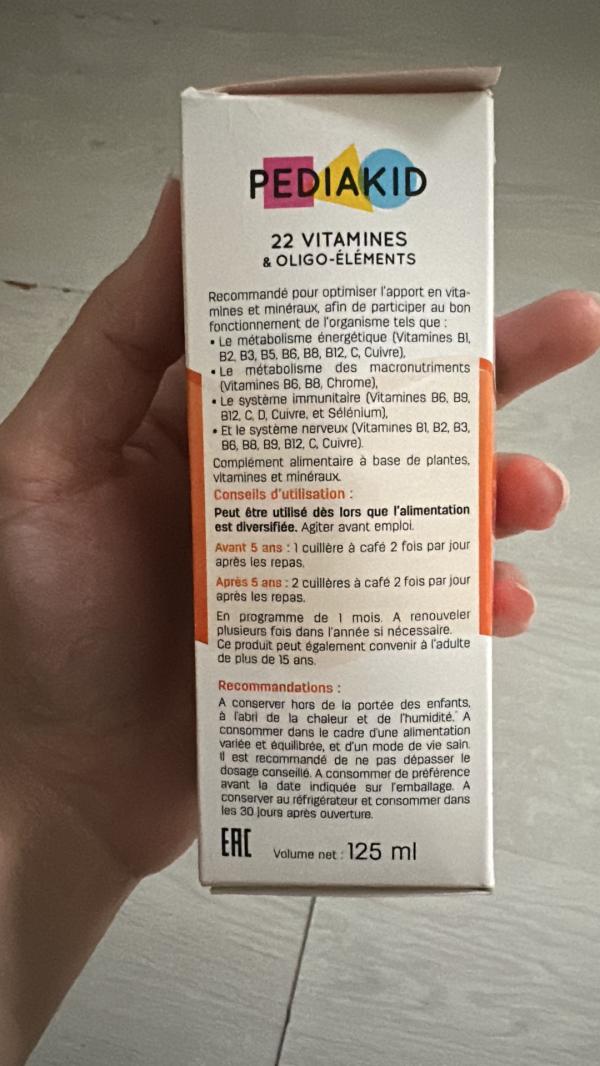 PEDIAKID
22 VITAMINES
& OLIGO-ÉLÉMENTS
Recommandé pour optimiser l'apport en vita-
mines et minéraux, afin de participer au bon
fonctionnement de l'organisme tels que :
• Le métabolisme énergétique (Vitamines B1,
B2, B3, B5, B6, B8, B12, C, Cuivre),
• Le métabolisme des macronutriments
(Vitamines B6, B8, Chrome),
• Le système immunitaire (Vitamines B6, B9,
B12, C, D, Cuivre, et Sélénium),
• Et le système nerveux (Vitamines B1, B2, B3,
B6, B8, B9, B12, C, Cuivre).
Complément alimentaire à base de plantes,
vitamines et minéraux.
Conseils d'utilisation :
Peut être utilisé dès lors que l'alimentation
est diversifiée. Agiter avant emploi.
Avant 5 ans : 1 cuillère à café 2 fois par jour
après les repas.
Après 5 ans : 2 cuillères à café 2 fois par jour
après les repas.
En programme de 1 mois. A renouveler
plusieurs fois dans l'année si nécessaire.
Ce produit peut également convenir à l'adulte
de plus de 15 ans.
Recommandations :
A conserver hors de la portée des enfants,
à l'abri de la chaleur et de l'humidité. A
consommer dans le cadre d'une alimentation
variée et équilibrée, et d'un mode de vie sain.
Il est recommandé de ne pas dépasser le
dosage conseillé. A consommer de préférence
avant la date indiquée sur l'emballage. A
conserver au réfrigérateur et consommer dans
les 30 jours après ouverture.
EAC Volume net : 125 ml